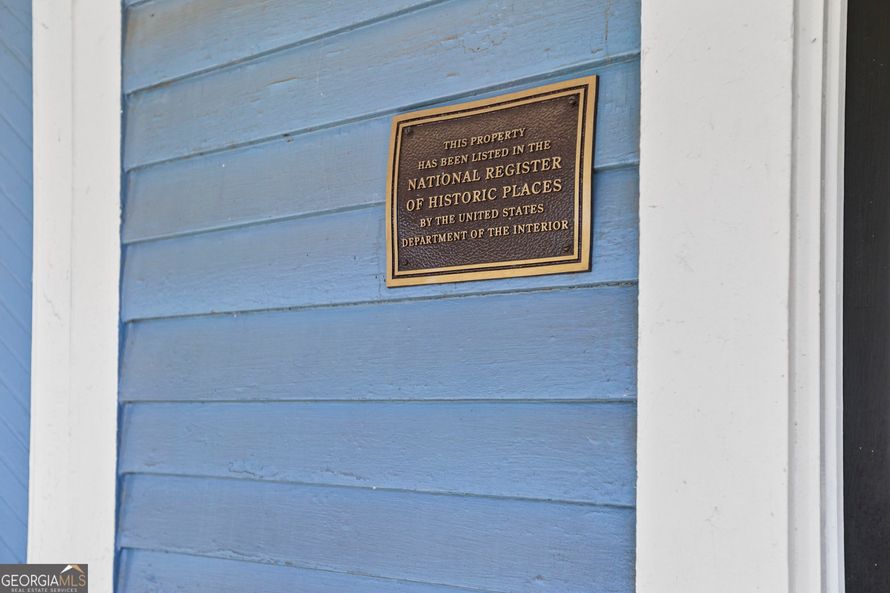 THIS PROPERTY
HAS BEEN LISTED IN THE
NATIONAL REGISTER
OF HISTORIC PLACES
BY THE UNITED STATES
DEPARTMENT OF THE INTERIOR
GEORGIAMLS
REAL ESTATE SERVICES